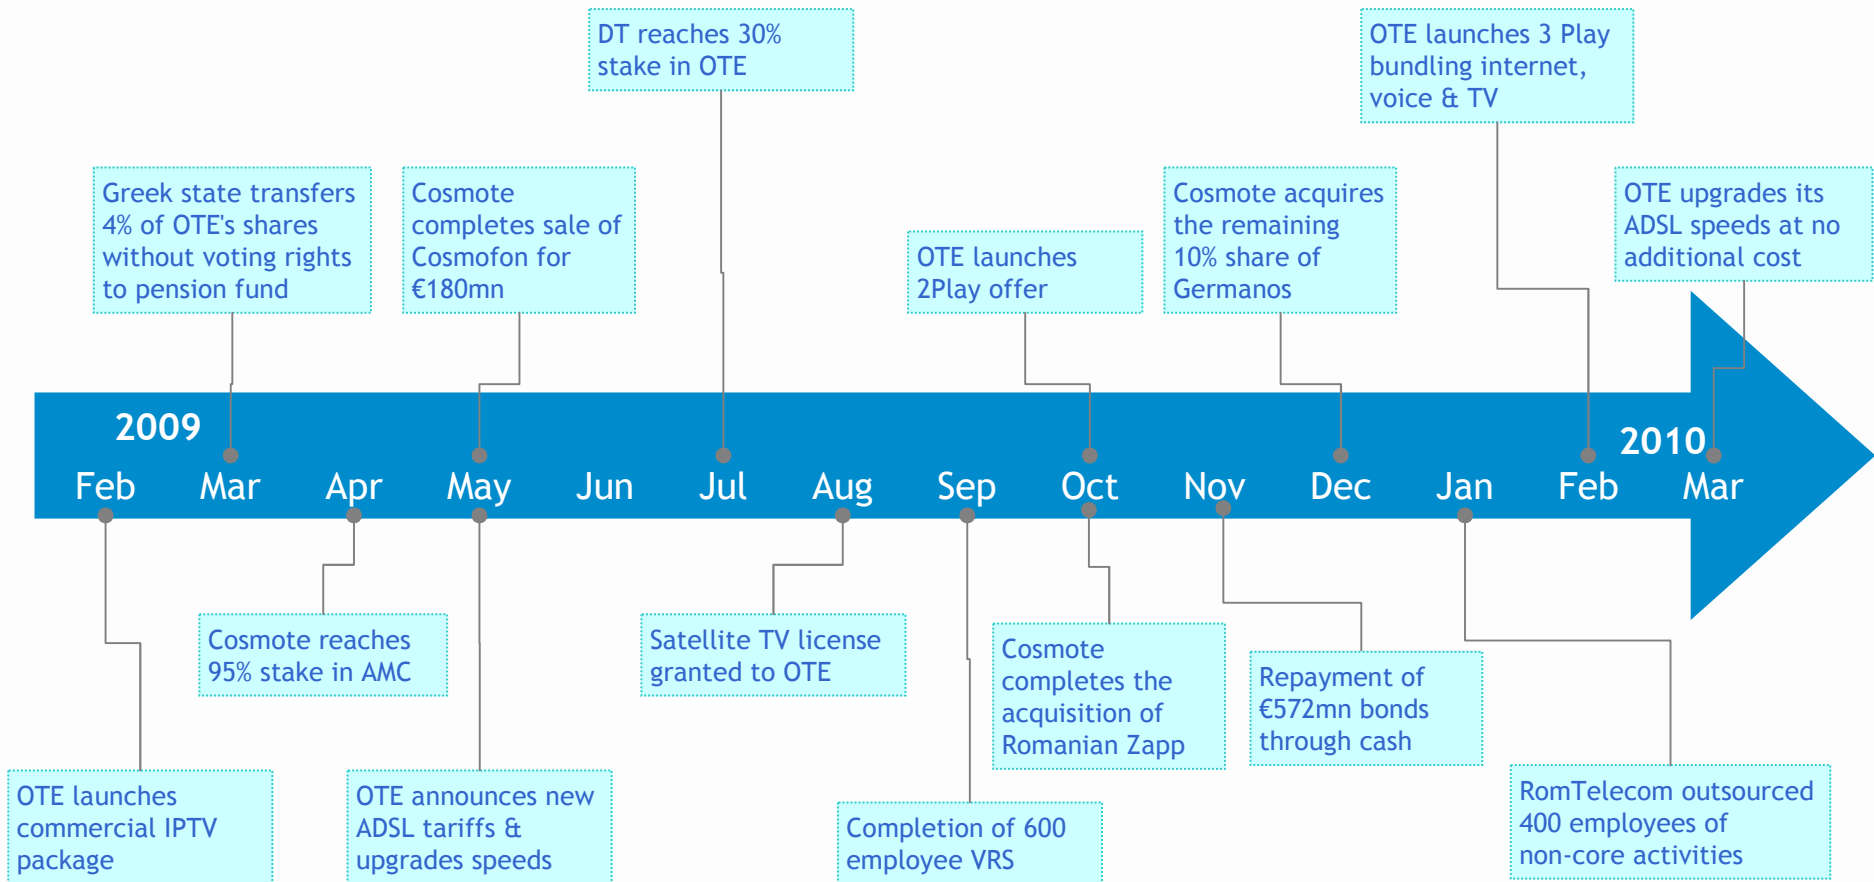 DT reaches 30%
stake in OTE
OTE launches 3 Play
bundling internet,
voice & TV
Greek state transfers
4% of OTE's shares
without voting rights
to pension fund
Cosmote
completes sale of
Cosmofon for
€180mn
OTE launches
2Play offer
Cosmote acquires
the remaining
10% share of
Germanos
OTE upgrades its
ADSL speeds at no
additional cost
2009
2010
Feb Mar Apr May Jun Jul Aug Sep Oct Nov Dec Jan Feb Mar
Cosmote reaches
95% stake in AMC
Satellite TV license
granted to OTE
Cosmote
completes the
acquisition of
Romanian Zapp
Repayment of
€572mn bonds
through cash
OTE launches
commercial IPTV
package
OTE announces new
ADSL tariffs &
upgrades speeds
Completion of 600
employee VRS
RomTelecom outsourced
400 employees of
non-core activities